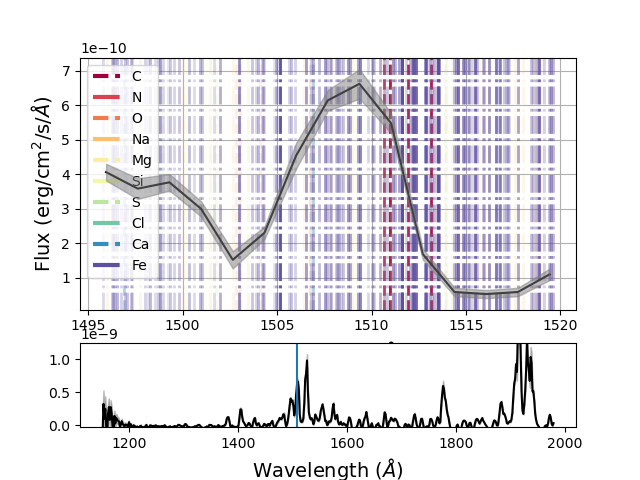 1e−10
Flux (erg/cm²/s/Å)
7
6
5
4
3
2
1
C
N
O
Na
Mg
Si
S
Cl
Ca
Fe
1495 1500 1505 1510 1515 1520
1e−9
1.0
0.5
0.0
1200 1400 1600 1800 2000
Wavelength (Å)